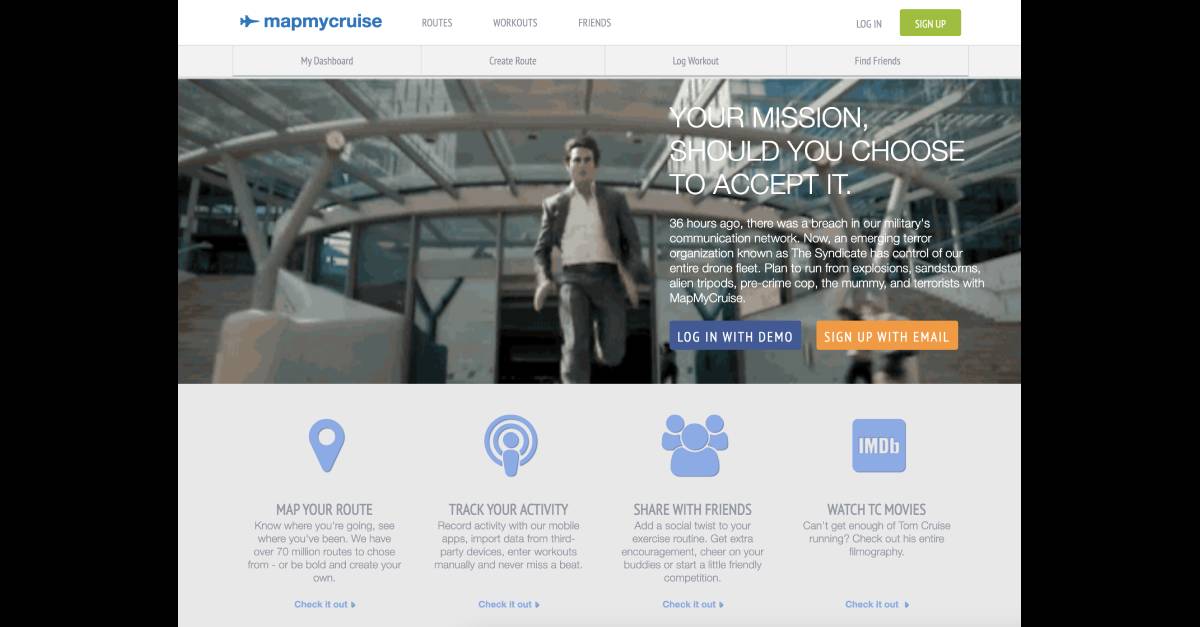 mapmycruise
ROUTES
WORKOUTS
FRIENDS
LOG IN
SIGN UP
My Dashboard
Create Route
Log Workout
Find Friends
YOUR MISSION,
SHOULD YOU CHOOSE
TO ACCEPT IT.
36 hours ago, there was a breach in our military's
communication network. Now, an emerging terror
organization known as The Syndicate has control of our
entire drone fleet. Plan to run from explosions, sandstorms,
alien tripods, pre-crime cop, the mummy, and terrorists with
MapMyCruise.
LOG IN WITH DEMO
SIGN UP WITH EMAIL
MAP YOUR ROUTE
Know where you're going, see
where you've been. We have
over 70 million routes to chose
from - or be bold and create your
own.
Check it out
TRACK YOUR ACTIVITY
Record activity with our mobile
apps, import data from third-
party devices, enter workouts
manually and never miss a beat.
Check it out
SHARE WITH FRIENDS
Add a social twist to your
exercise routine. Get extra
encouragement, cheer on your
buddies or start a little friendly
competition.
Check it out
IMDb
WATCH TC MOVIES
Can't get enough of Tom Cruise
running? Check out his entire
filmography.
Check it out